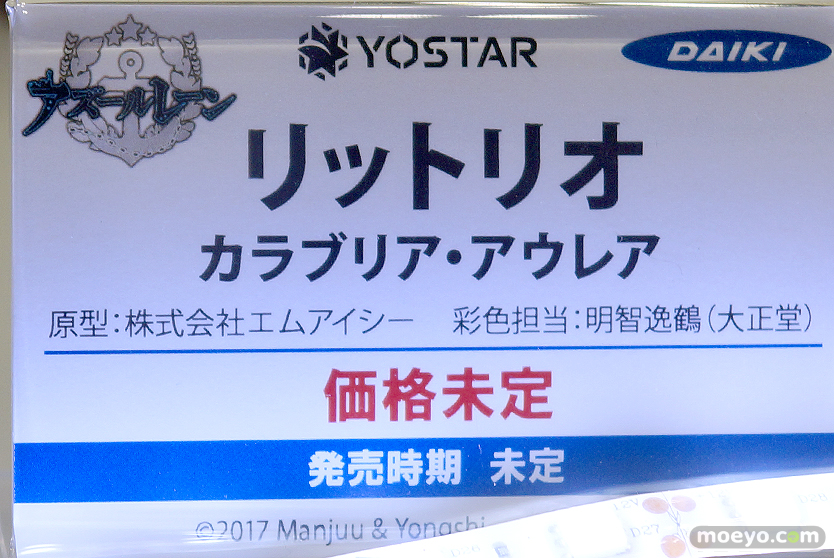 YOSTAR
DAIKI
アズールレーン
リットリオ
カラブリア・アウレア
原型:株式会社エムアイシー 彩色担当:明智逸鶴(大正堂)
価格未定
発売時期 未定
©2017 Manjuu & Yongshi
D27
moeyo.com